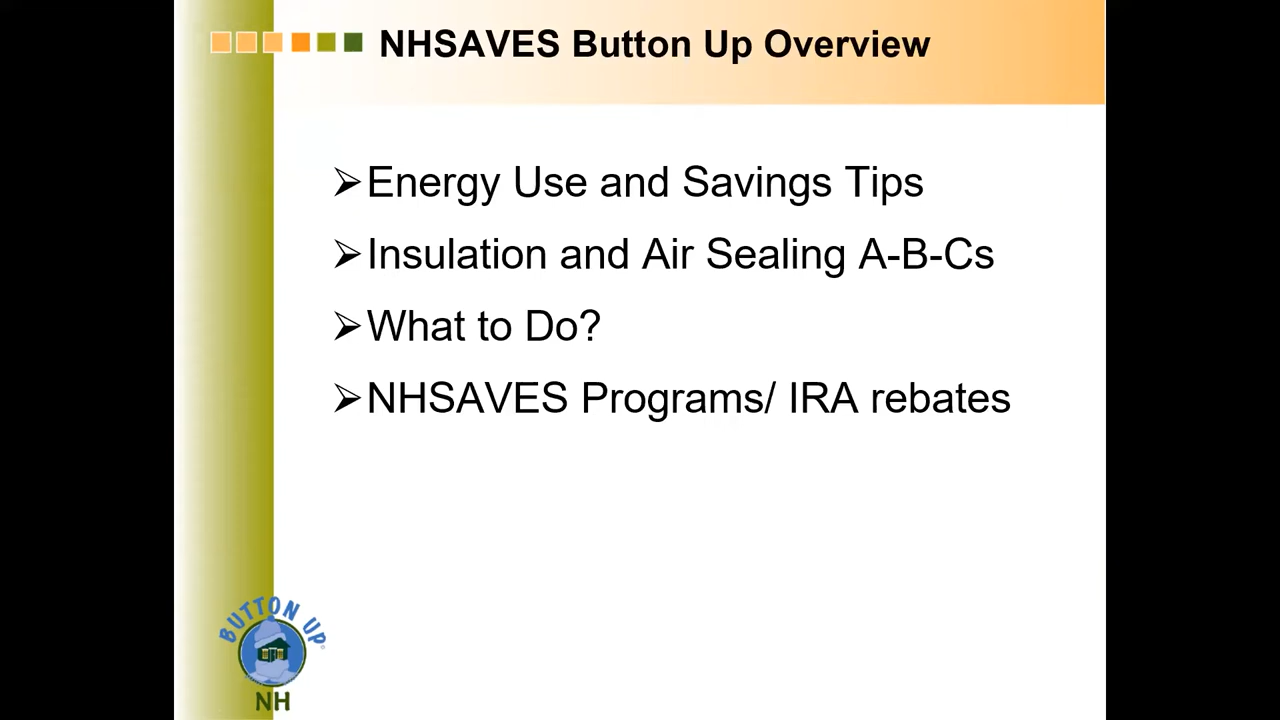 NHSAVES Button Up Overview
➢Energy Use and Savings Tips
➢Insulation and Air Sealing A-B-Cs
➢What to Do?
➢NHSAVES Programs/ IRA rebates
BUTTON UP
NH